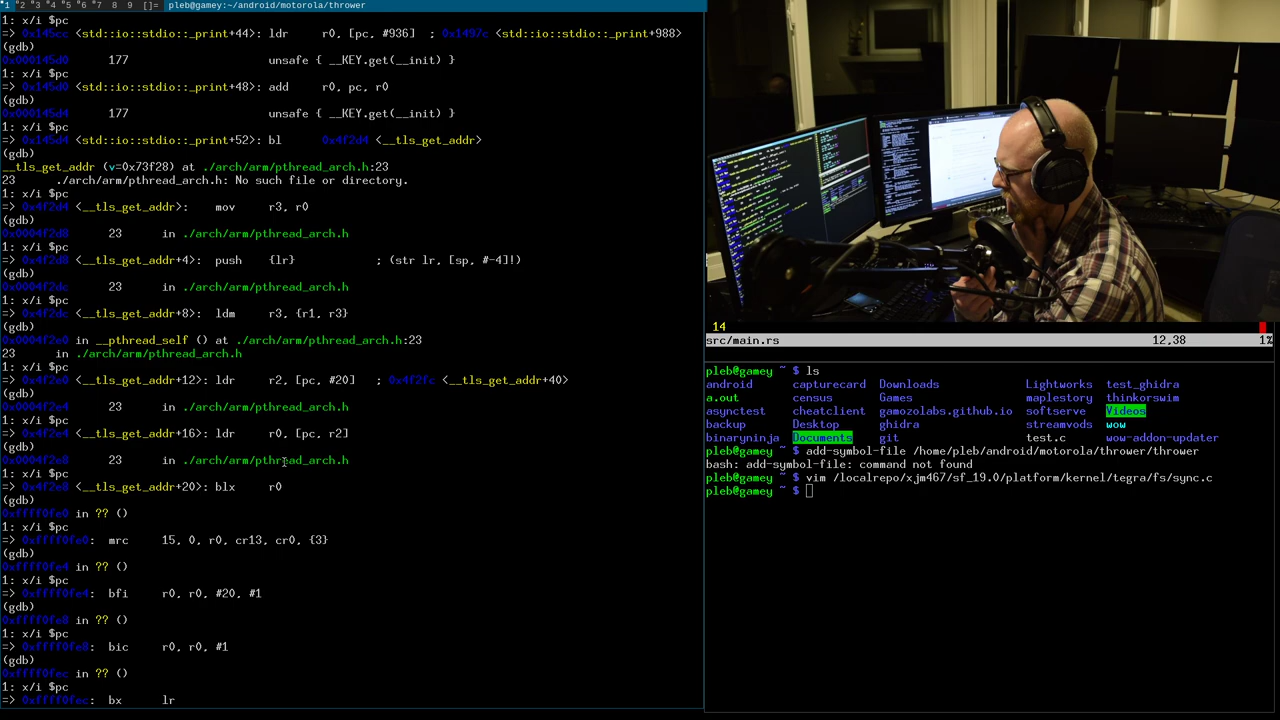 1 2 3 4 5 6 7 8 9 []= pleb@gamey:~/android/motorola/thrower
1: x/i $pc
=> 0x145cc <std::io::stdio::_print+44>: ldr r0, [pc, #936] ; 0x1497c <std::io::stdio::_print+988>
(gdb)
0x000145d0 177 unsafe { __KEY.get(__init) }
1: x/i $pc
=> 0x145d0 <std::io::stdio::_print+48>: add r0, pc, r0
(gdb)
0x000145d4 177 unsafe { __KEY.get(__init) }
1: x/i $pc
=> 0x145d4 <std::io::stdio::_print+52>: bl 0x4f2d4 <__tls_get_addr>
(gdb)
__tls_get_addr (v=0x73f28) at ./arch/arm/pthread_arch.h:23
23 ./arch/arm/pthread_arch.h: No such file or directory.
1: x/i $pc
=> 0x4f2d4 <__tls_get_addr>: mov r3, r0
(gdb)
0x0004f2d8 23 in ./arch/arm/pthread_arch.h
1: x/i $pc
=> 0x4f2d8 <__tls_get_addr+4>: push {lr} ; (str lr, [sp, #-4]!)
(gdb)
0x0004f2dc 23 in ./arch/arm/pthread_arch.h
1: x/i $pc
=> 0x4f2dc <__tls_get_addr+8>: ldm r3, {r1, r3}
(gdb)
0x0004f2e0 in __pthread_self () at ./arch/arm/pthread_arch.h:23
23 in ./arch/arm/pthread_arch.h
1: x/i $pc
=> 0x4f2e0 <__tls_get_addr+12>: ldr r2, [pc, #20] ; 0x4f2fc <__tls_get_addr+40>
(gdb)
0x0004f2e4 23 in ./arch/arm/pthread_arch.h
1: x/i $pc
=> 0x4f2e4 <__tls_get_addr+16>: ldr r0, [pc, r2]
(gdb)
0x0004f2e8 23 in ./arch/arm/pthread_arch.h
1: x/i $pc
=> 0x4f2e8 <__tls_get_addr+20>: blx r0
(gdb)
0xffff0fe0 in ?? ()
1: x/i $pc
=> 0xffff0fe0: mrc 15, 0, r0, cr13, cr0, {3}
(gdb)
0xffff0fe4 in ?? ()
1: x/i $pc
=> 0xffff0fe4: bfi r0, r0, #20, #1
(gdb)
0xffff0fe8 in ?? ()
1: x/i $pc
=> 0xffff0fe8: bic r0, r0, #1
(gdb)
0xffff0fec in ?? ()
1: x/i $pc
=> 0xffff0fec: bx lr
14
src/main.rs 12,38 1%
pleb@gamey ~ $ ls
android capturecard Downloads Lightworks test_ghidra
a.out census Games maplestory thinkorswim
asynctest cheatclient gamozolabs.github.io softserve Videos
backup Desktop ghidra streamvods wow
binaryninja Documents git test.c wow-addon-updater
pleb@gamey ~ $ add-symbol-file /home/pleb/android/motorola/thrower/thrower
bash: add-symbol-file: command not found
pleb@gamey ~ $ vim /localrepo/xjm467/sf_19.0/platform/kernel/tegra/fs/sync.c
pleb@gamey ~ $